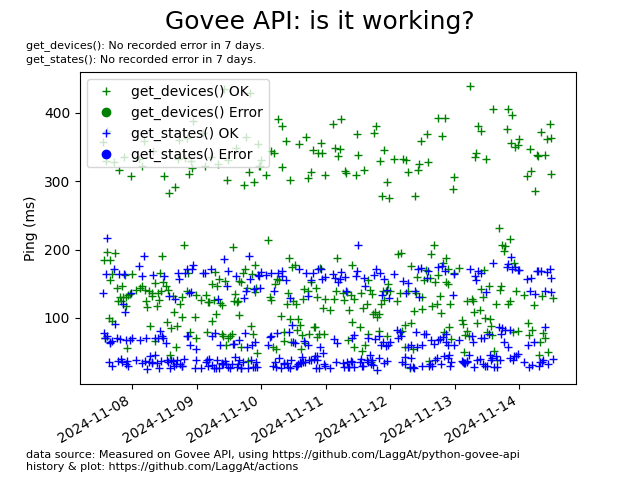 Govee API: is it working?
get_devices(): No recorded error in 7 days.
get_states(): No recorded error in 7 days.
get_devices() OK
get_devices() Error
get_states() OK
get_states() Error
Ping (ms)
400
300
200
100
2024-11-08
2024-11-09
2024-11-10
2024-11-11
2024-11-12
2024-11-13
2024-11-14
data source: Measured on Govee API, using https://github.com/LaggAt/python-govee-api
history & plot: https://github.com/LaggAt/actions